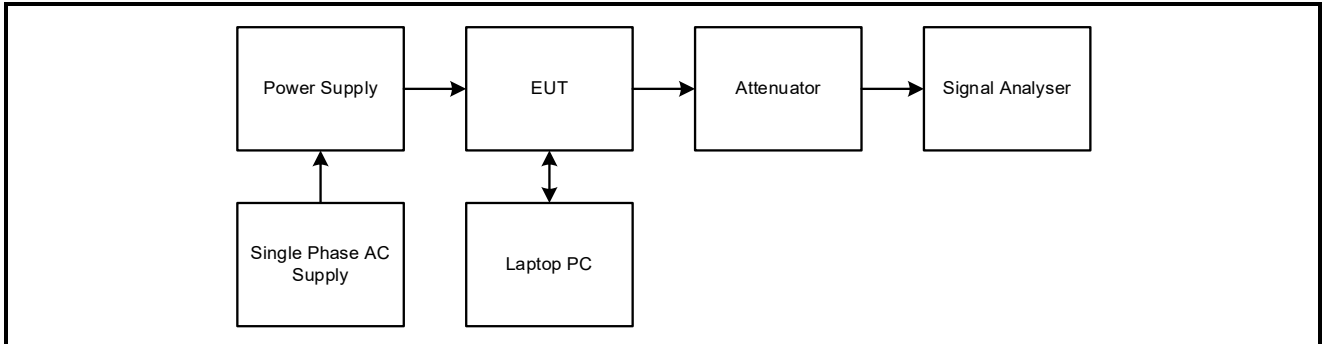 Power Supply
EUT
Attenuator
Signal Analyser
Single Phase AC
Supply
Laptop PC